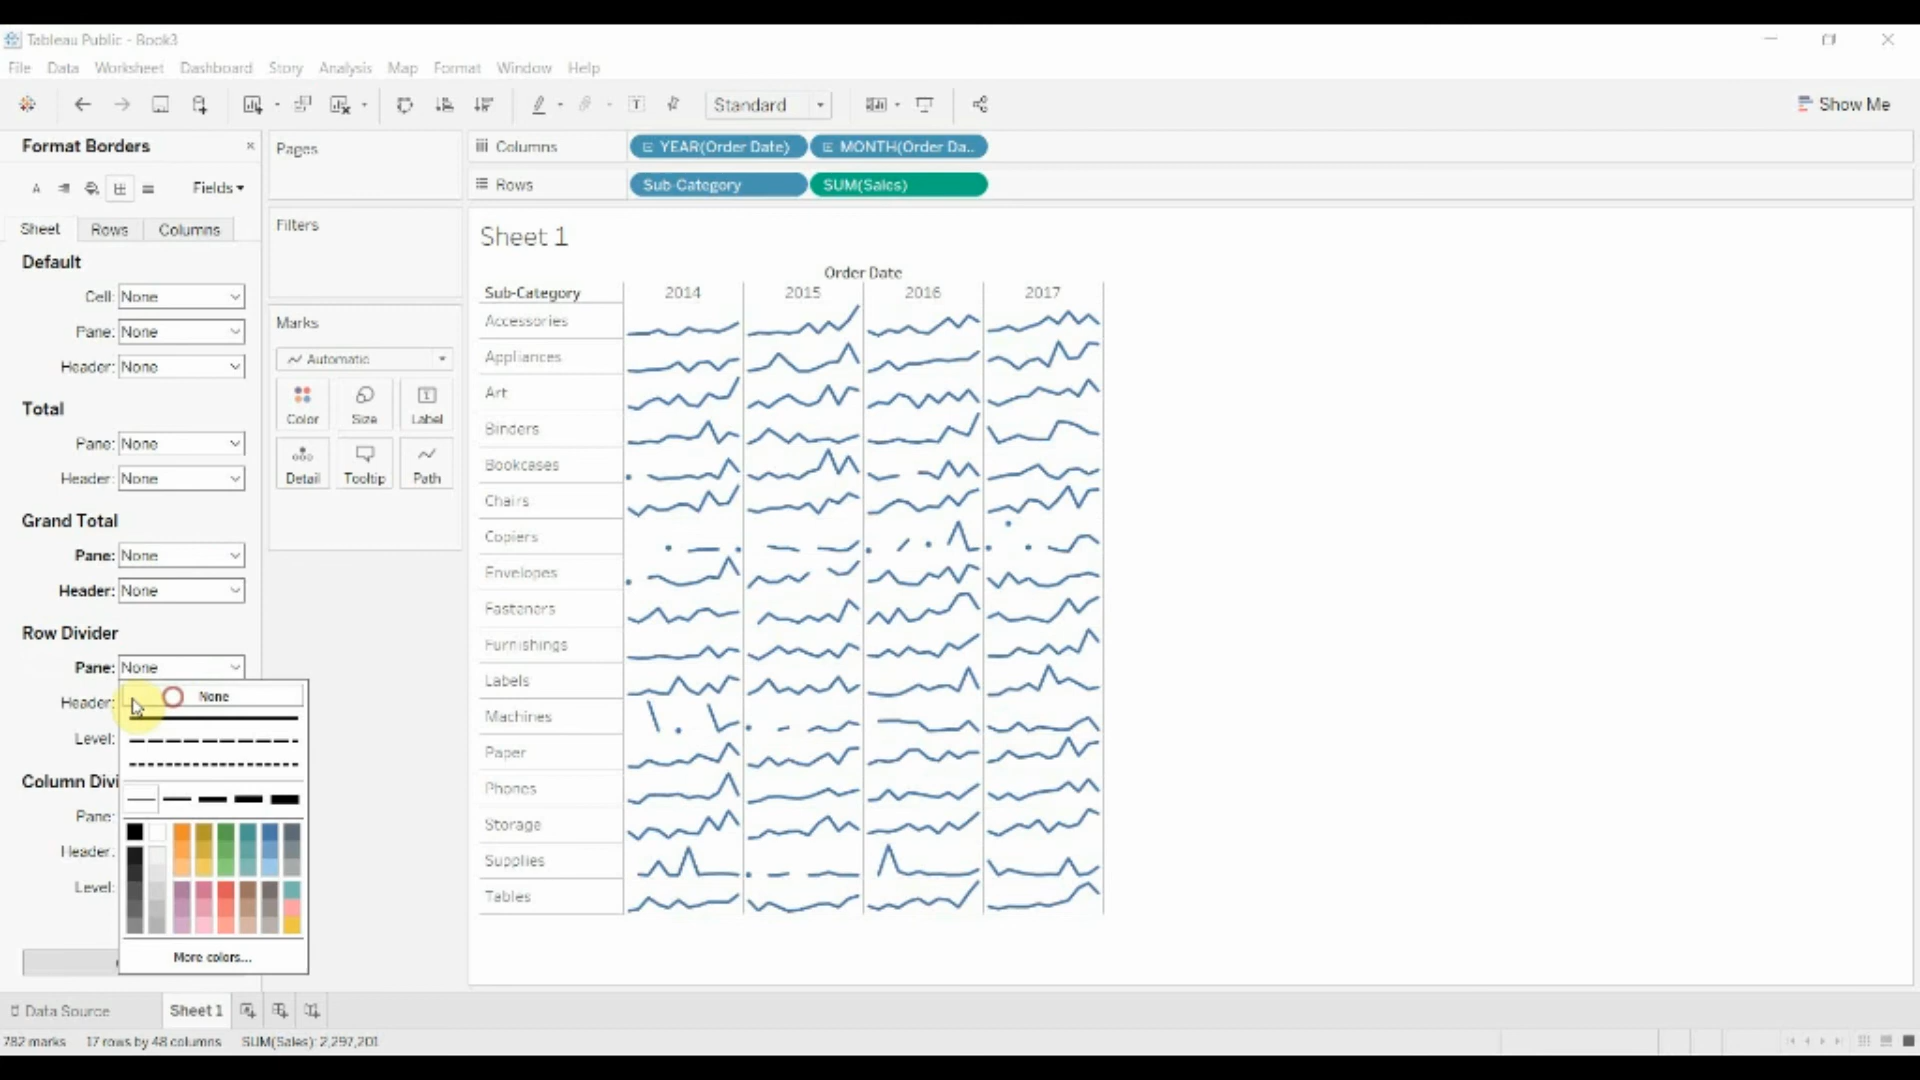 Tableau Public - Book3
File Data Worksheet Dashboard Story Analysis Map Format Window Help
Standard
Show Me
Format Borders
Fields
Sheet Rows Columns
Default
Cell: None
Pane: None
Header: None
Total
Pane: None
Header: None
Grand Total
Pane: None
Header: None
Row Divider
Pane: None
Header:
None
Level:
Column Divi
Pane:
Header:
Level:
More colors...
Pages
Filters
Marks
Automatic
Color Size Label
Detail Tooltip Path
Columns YEAR(Order Date) MONTH(Order Da..
Rows Sub-Category SUM(Sales)
Sheet 1
Order Date
Sub-Category 2014 2015 2016 2017
Accessories
Appliances
Art
Binders
Bookcases
Chairs
Copiers
Envelopes
Fasteners
Furnishings
Labels
Machines
Paper
Phones
Storage
Supplies
Tables
Data Source Sheet 1
782 marks 17 rows by 48 columns SUM(Sales): 2,297,201